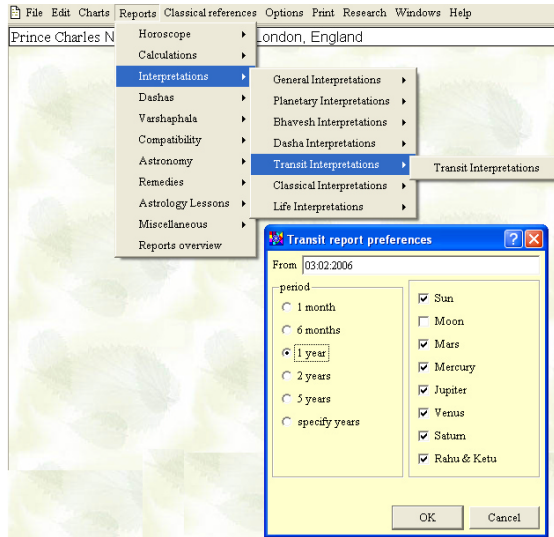 File Edit Charts Reports Classical references Options Print Research Windows Help
Prince Charles N London, England
Horoscope
Calculations
Interpretations
Dashas
Varshaphala
Compatibility
Astronomy
Remedies
Astrology Lessons
Miscellaneous
Reports overview
General Interpretations
Planetary Interpretations
Bhavesh Interpretations
Dasha Interpretations
Transit Interpretations
Classical Interpretations
Life Interpretations
Transit Interpretations
Transit report preferences
From 03:02:2006
period
1 month
6 months
1 year
2 years
5 years
specify years
Sun
Moon
Mars
Mercury
Jupiter
Venus
Saturn
Rahu & Ketu
OK Cancel